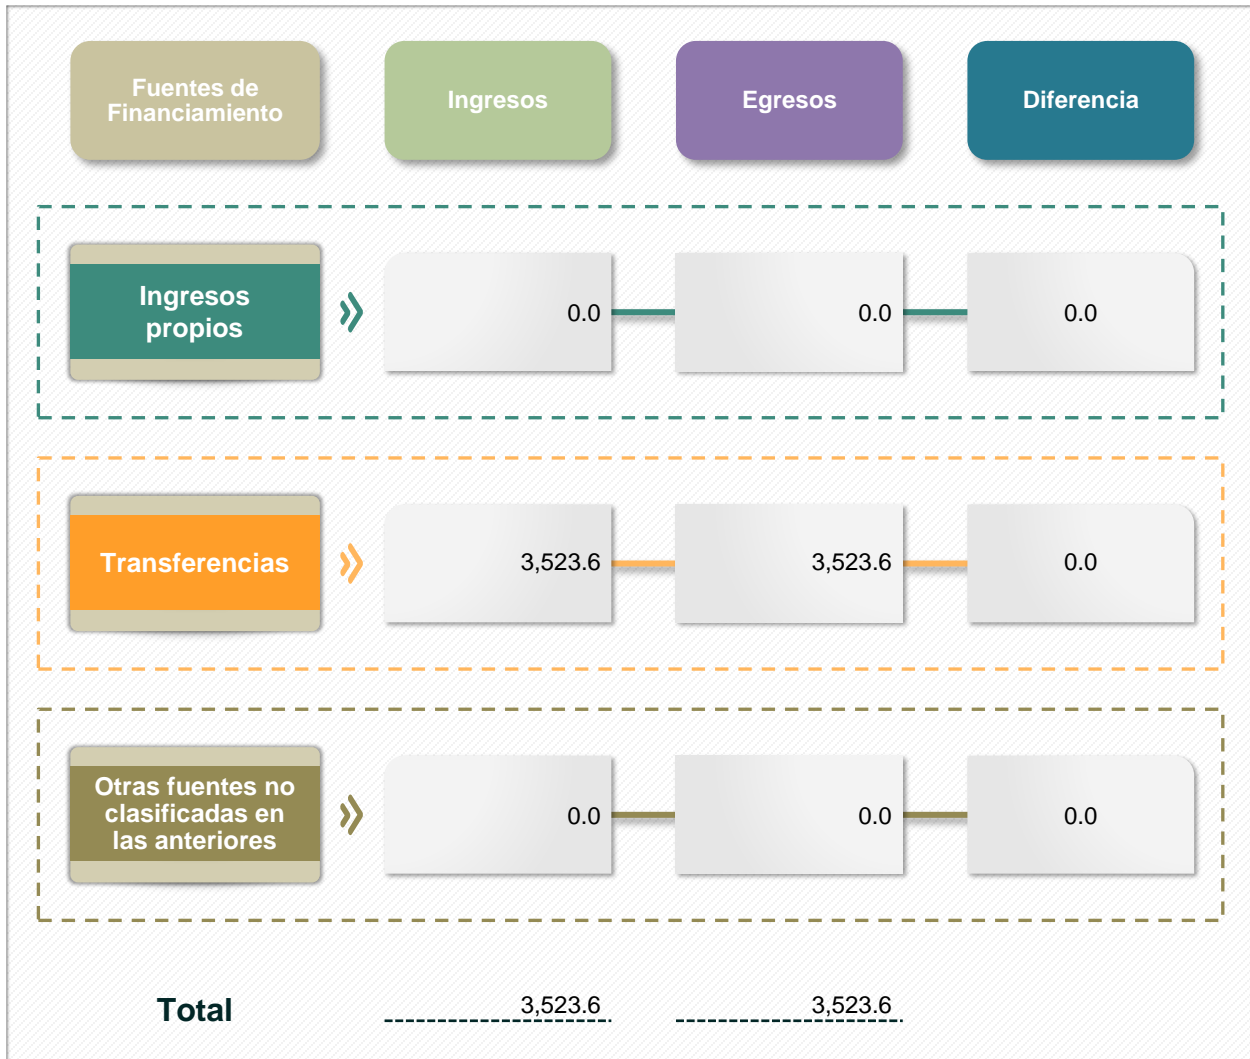 Fuentes de
Financiamiento
Ingresos
Egresos
Diferencia
Ingresos
propios
0.0
0.0
0.0
Transferencias
3,523.6
3,523.6
0.0
Otras fuentes no
clasificadas en
las anteriores
0.0
0.0
0.0
Total
3,523.6
3,523.6